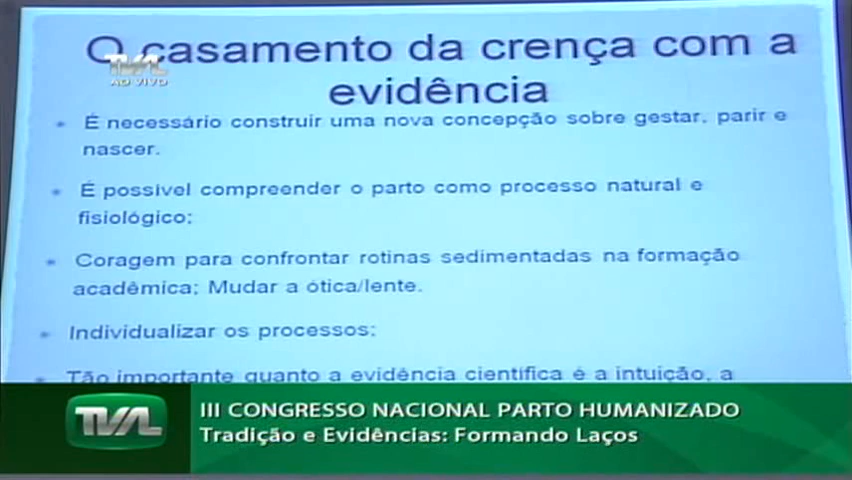 O casamento da crença com a
evidência
TVAL
AO VIVO
É necessário construir uma nova concepção sobre gestar, parir e
nascer.
É possível compreender o parto como processo natural e
fisiológico;
Coragem para confrontar rotinas sedimentadas na formação
acadêmica; Mudar a ótica/lente.
Individualizar os processos;
Tão importante quanto a evidência científica é a intuição, a
TVAL
III CONGRESSO NACIONAL PARTO HUMANIZADO
Tradição e Evidências: Formando Laços